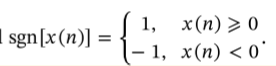 sgn[x(n)] = { 1, x(n) ⩾ 0
− 1, x(n) < 0 .